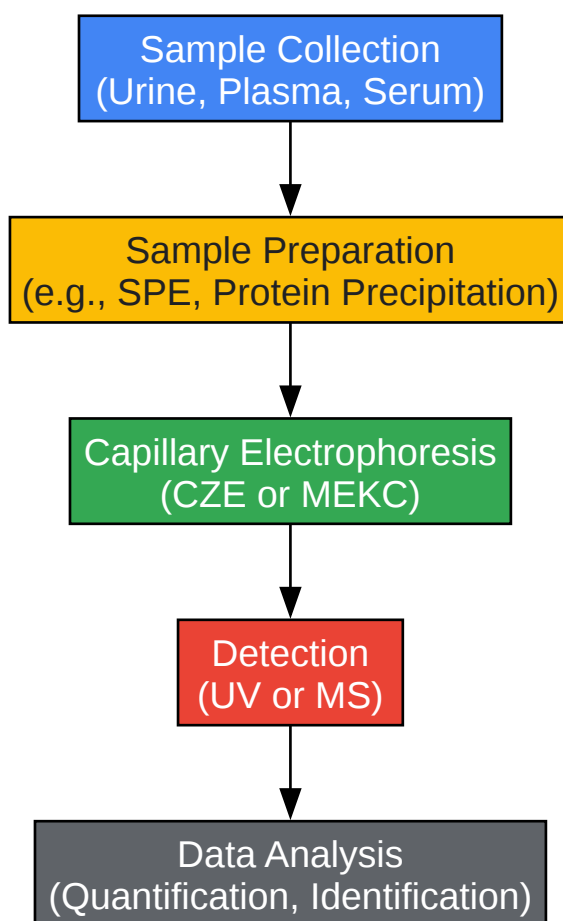 Sample Collection
(Urine, Plasma, Serum)
Sample Preparation
(e.g., SPE, Protein Precipitation)
Capillary Electrophoresis
(CZE or MEKC)
Detection
(UV or MS)
Data Analysis
(Quantification, Identification)